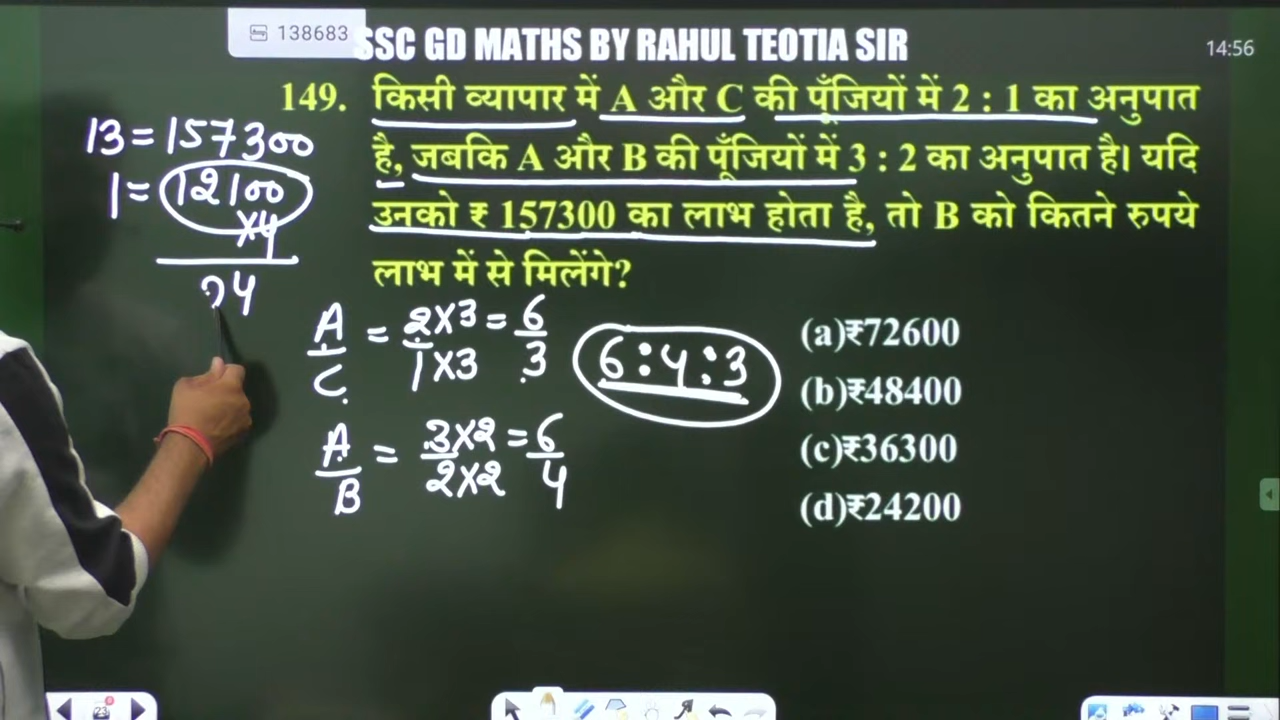 138683
SSC GD MATHS BY RAHUL TEOTIA SIR
14:56
149. किसी व्यापार में A और C की पूँजियों में 2 : 1 का अनुपात
है, जबकि A और B की पूँजियों में 3 : 2 का अनुपात है। यदि
उनको ₹ 157300 का लाभ होता है, तो B को कितने रुपये
लाभ में से मिलेंगे?
13 = 157300
1 = 12100
×4
4
A/C = 2×3/1×3 = 6/3
A/B = 3×2/2×2 = 6/4
6:4:3
(a)₹72600
(b)₹48400
(c)₹36300
(d)₹24200
23